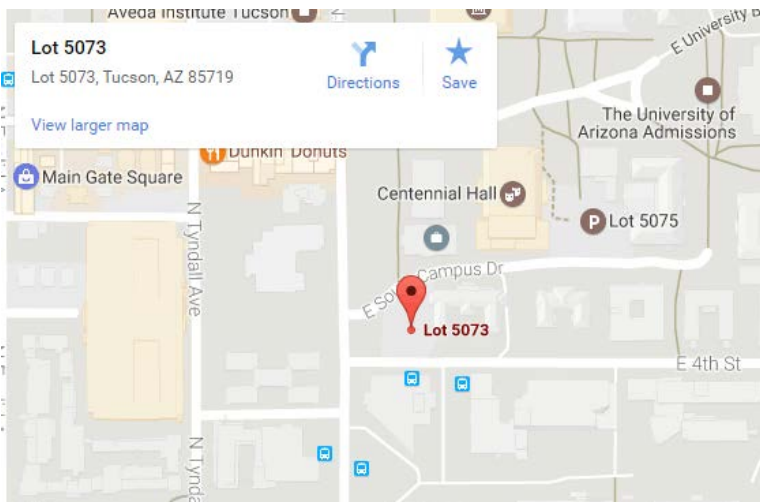 Aveda Institute Tucson
Lot 5073
Lot 5073, Tucson, AZ 85719
Directions
Save
View larger map
E University B
The University of
Arizona Admissions
Dunkin' Donuts
Main Gate Square
Centennial Hall
P
Lot 5075
N Tyndall Ave
Campus Dr
Lot 5073
E 4th St
N Tynda